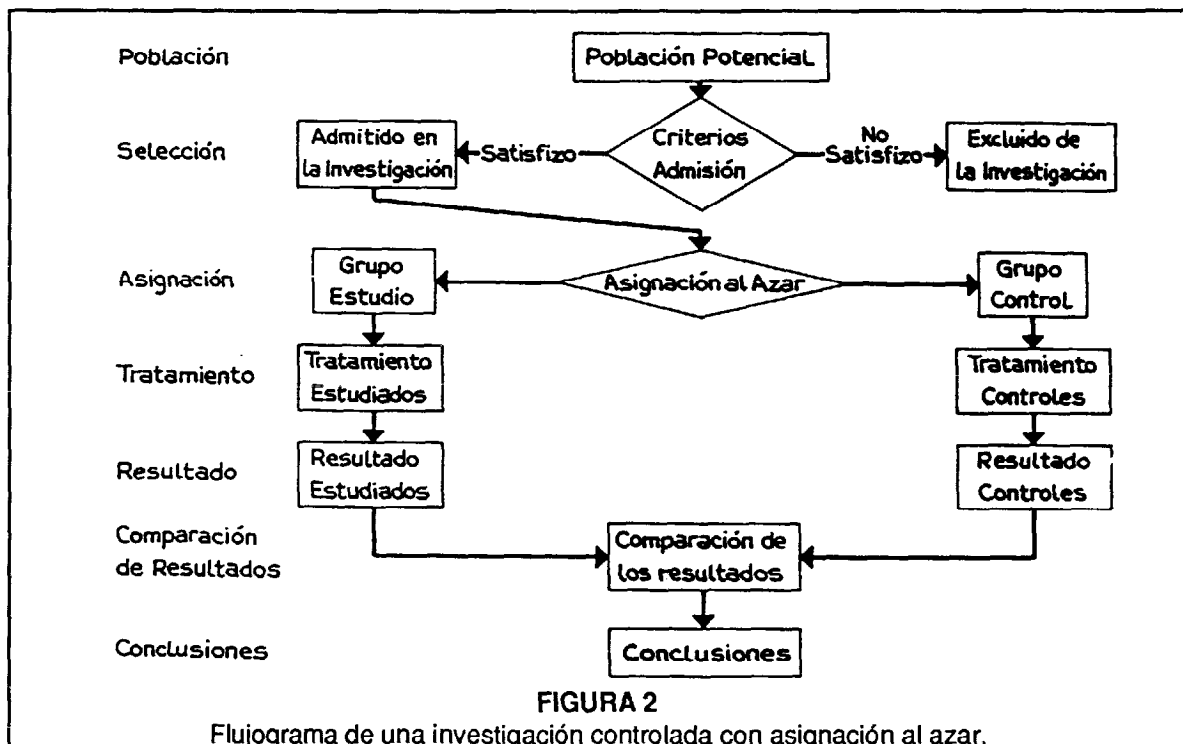 Población
Población Potencial
Selección
Admitido en
la Investigación
Satisfizo
Criterios
Admisión
No
Satisfizo
Excluido de
la Investigación
Asignación
Grupo
Estudio
Asignación al Azar
Grupo
Control
Tratamiento
Tratamiento
Estudiados
Tratamiento
Controles
Resultado
Resultado
Estudiados
Resultado
Controles
Comparación
de Resultados
Comparación de
los resultados
Conclusiones
Conclusiones
FIGURA 2
Flujograma de una investigación controlada con asignación al azar.